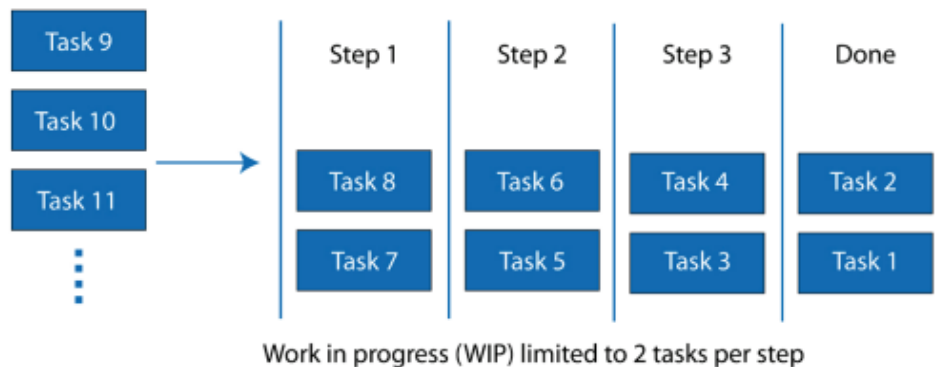 Task 9
Task 10
Task 11
Step 1
Step 2
Step 3
Done
Task 8
Task 6
Task 4
Task 2
Task 7
Task 5
Task 3
Task 1
Work in progress (WIP) limited to 2 tasks per step